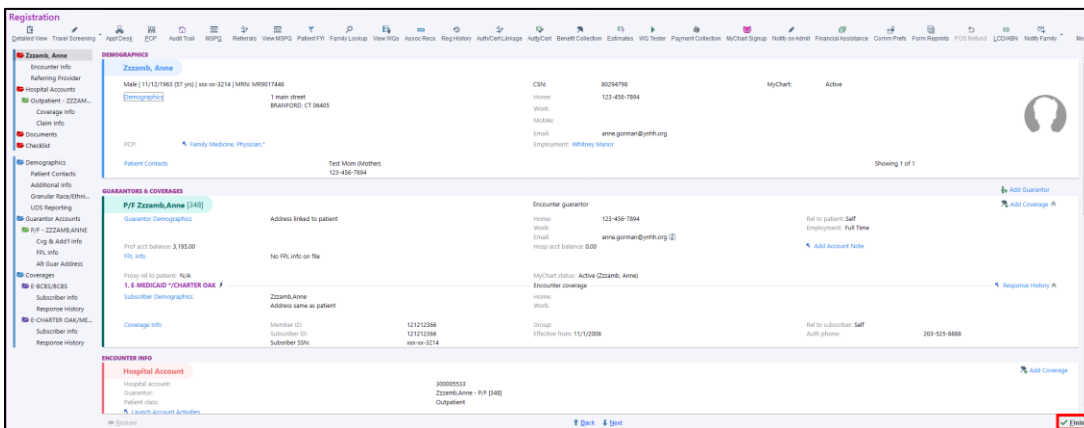 Registration
Detailed View Travel Screening Appt Desk PCP Audit Trail MSPQ Referrals View MSPQ Patient FYI Family Lookup View WQs Assoc Recs Reg History Auth/Cert Linkage Auth/Cert Benefit Collection Estimates WQ Tester Payment Collection MyChart Signup Notify on Admit Financial Assistance Comm Prefs Form Reprints POS Refund LCD/ABN Notify Family
Zzzamb, Anne
Encounter Info
Referring Provider
Hospital Accounts
Outpatient - ZZZAM...
Coverage Info
Claim Info
Documents
Checklist
Demographics
Patient Contacts
Additional Info
Granular Race/Ethni...
UDS Reporting
Guarantor Accounts
P/F - ZZZAMB,ANNE
Cvg & Add'l Info
FPL Info
Alt Guar Address
Coverages
E-BCBS/BCBS
Subscriber Info
Response History
E-CHARTER OAK/ME...
Subscriber Info
Response History
DEMOGRAPHICS
Zzzamb, Anne
Male | 11/12/1963 (57 yrs) | xxx-xx-3214 | MRN: MR9017448 CSN: 80294798 MyChart: Active
Demographics 1 main street Home: 123-456-7894
BRANFORD, CT 06405 Work:
Mobile:
Email: anne.gorman@ynhh.org
PCP: Family Medicine, Physician,* Employment: Whitney Manor
Patient Contacts Test Mom (Mother) Showing 1 of 1
123-456-7894
GUARANTORS & COVERAGES Add Guarantor
P/F Zzzamb,Anne [348] Encounter guarantor Add Coverage
Guarantor Demographics Address linked to patient Home: 123-456-7894 Rel to patient: Self
Work: Employment: Full Time
Email: anne.gorman@ynhh.org
Prof acct balance: 3,195.00 Hosp acct balance: 0.00 Add Account Note
FPL Info No FPL info on file
Proxy rel to patient: N/A MyChart status: Active (Zzzamb, Anne)
1. E-MEDICAID */CHARTER OAK Encounter coverage Response History
Subscriber Demographics Zzzamb,Anne Home:
Address same as patient Work:
Coverage Info Member ID: 121212366 Group: Rel to subscriber: Self
Subscriber ID: 121212366 Effective from: 11/1/2006 Auth phone: 203-525-8888
Subsriber SSN: xxx-xx-3214
ENCOUNTER INFO
Hospital Account Add Coverage
Hospital account: 300085533
Guarantor: Zzzamb,Anne - P/F [348]
Patient class: Outpatient
Launch Account Activities
Restore Back Next Finis